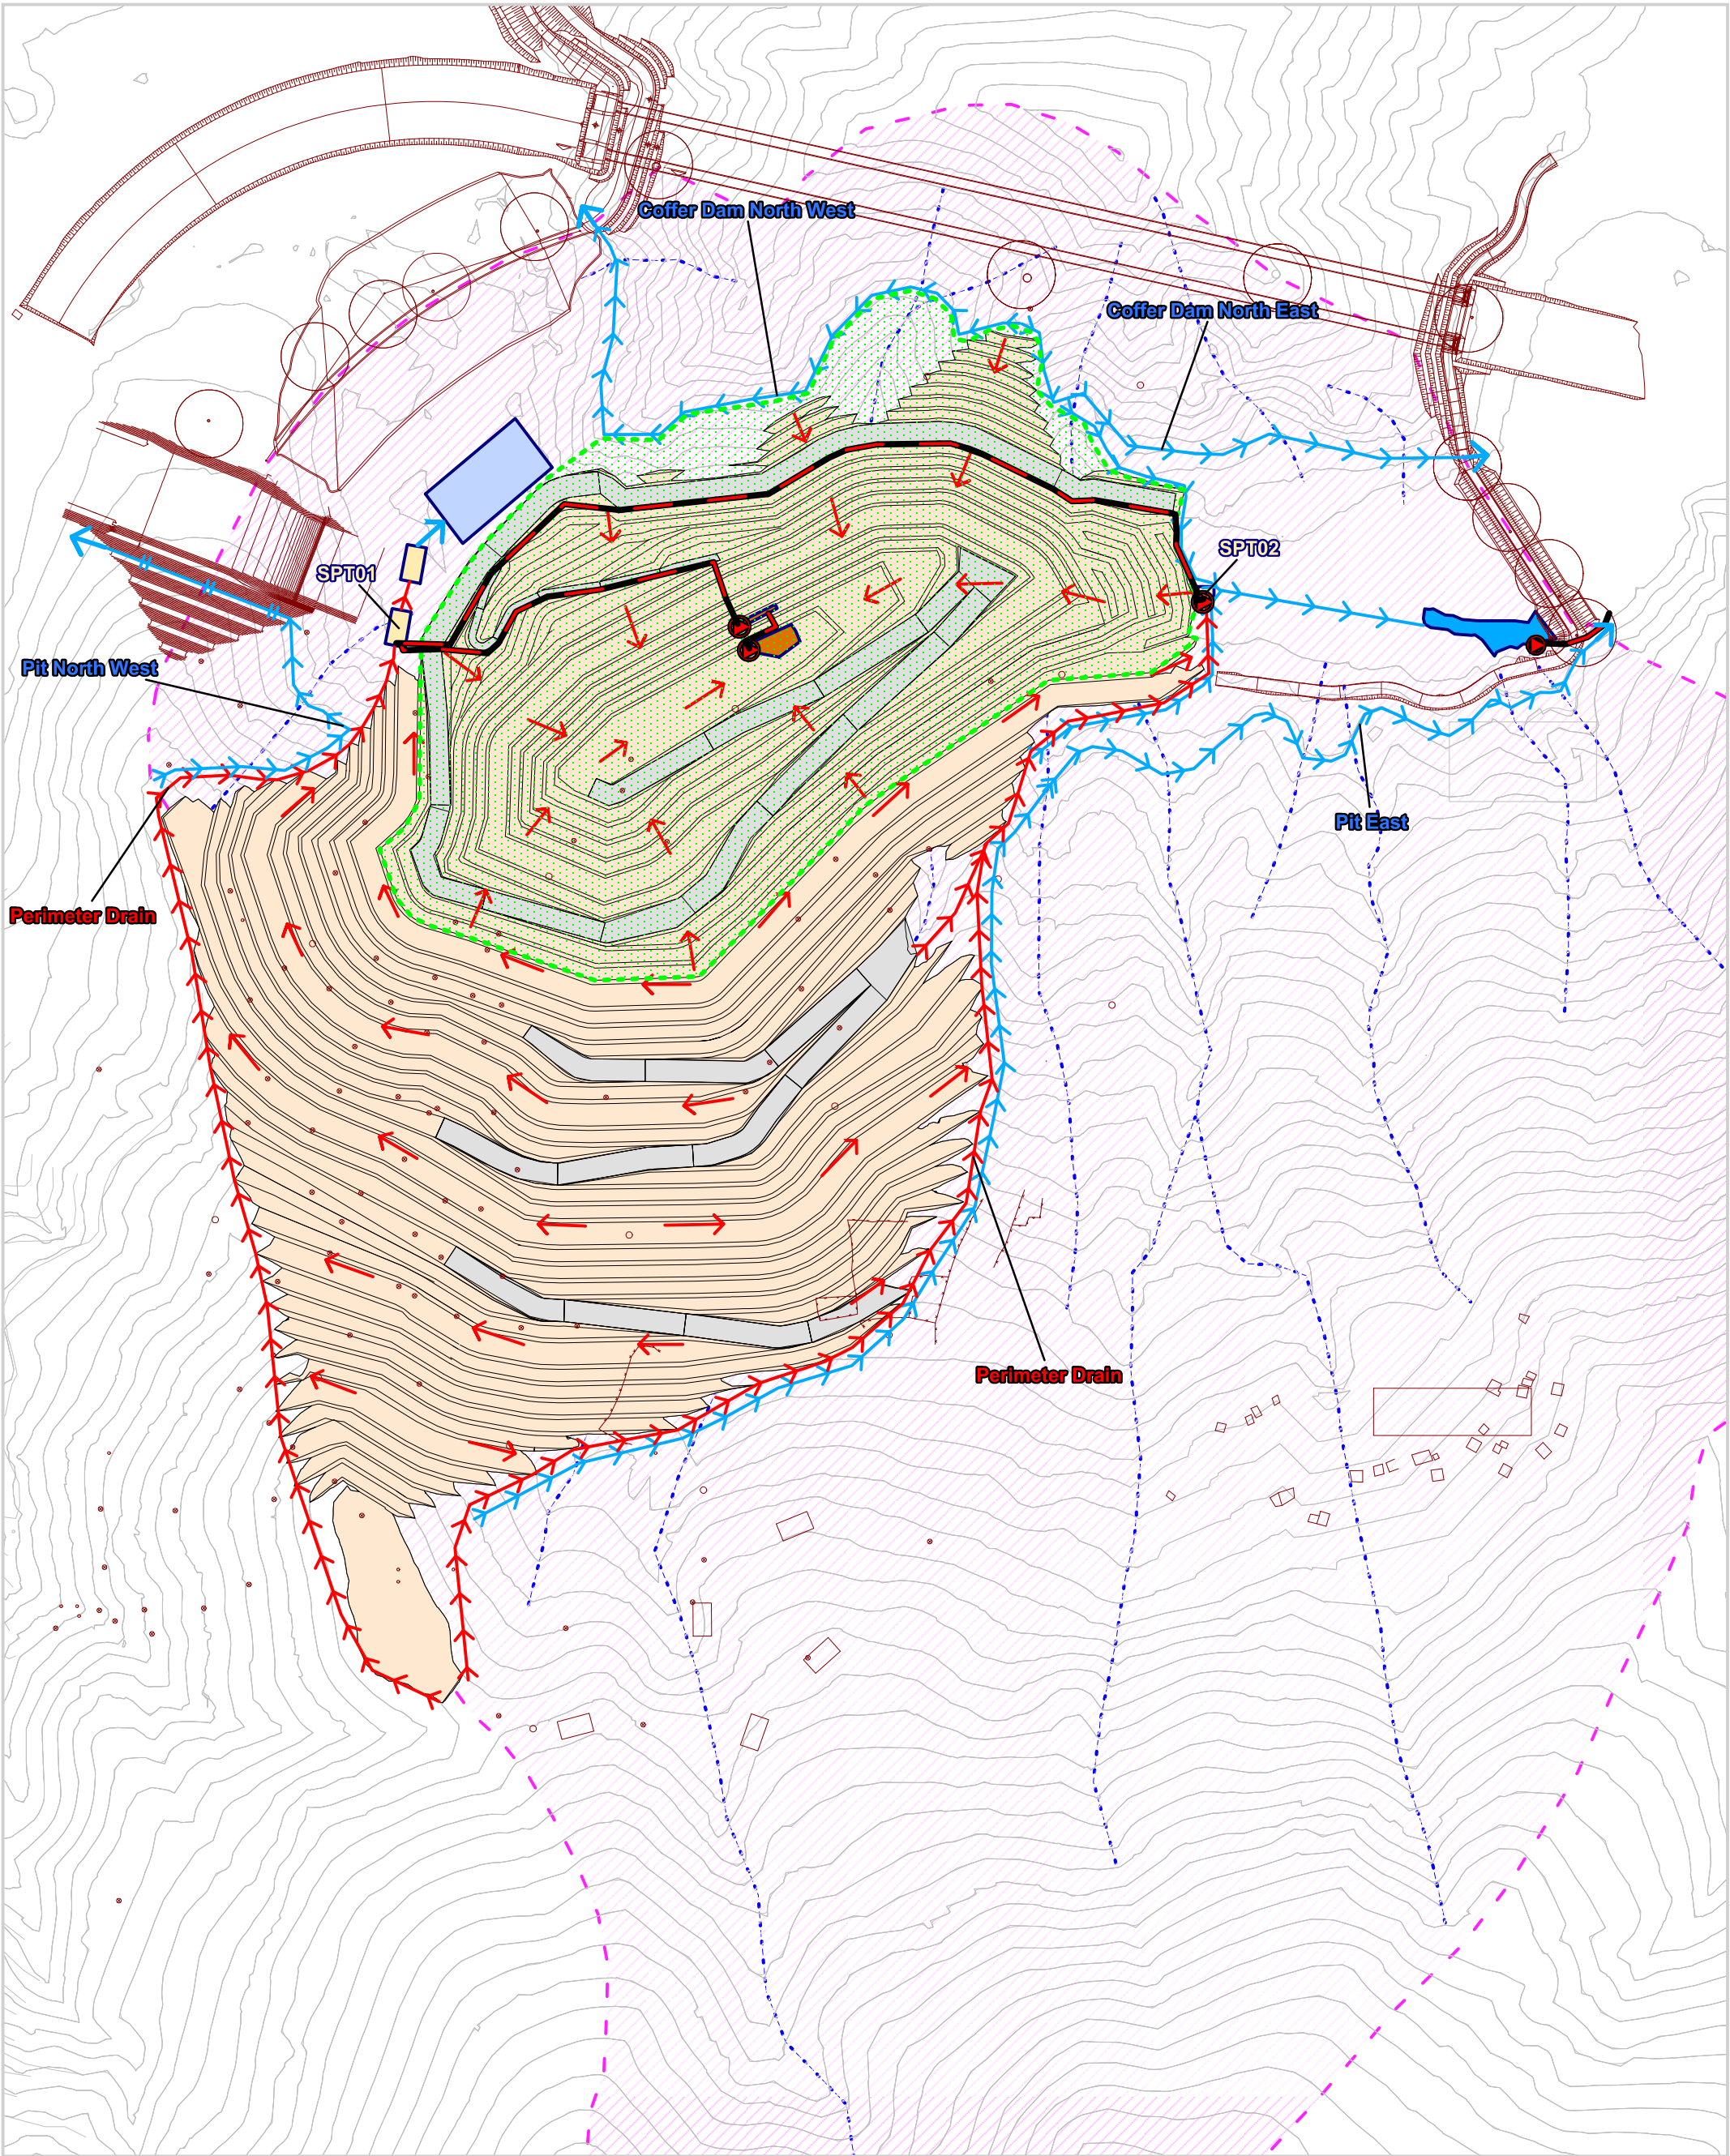 Coffer Dam North West
Coffer Dam North East
SPT02
SPT01
Pit North West
Pit East
Perimeter Drain
Perimeter Drain